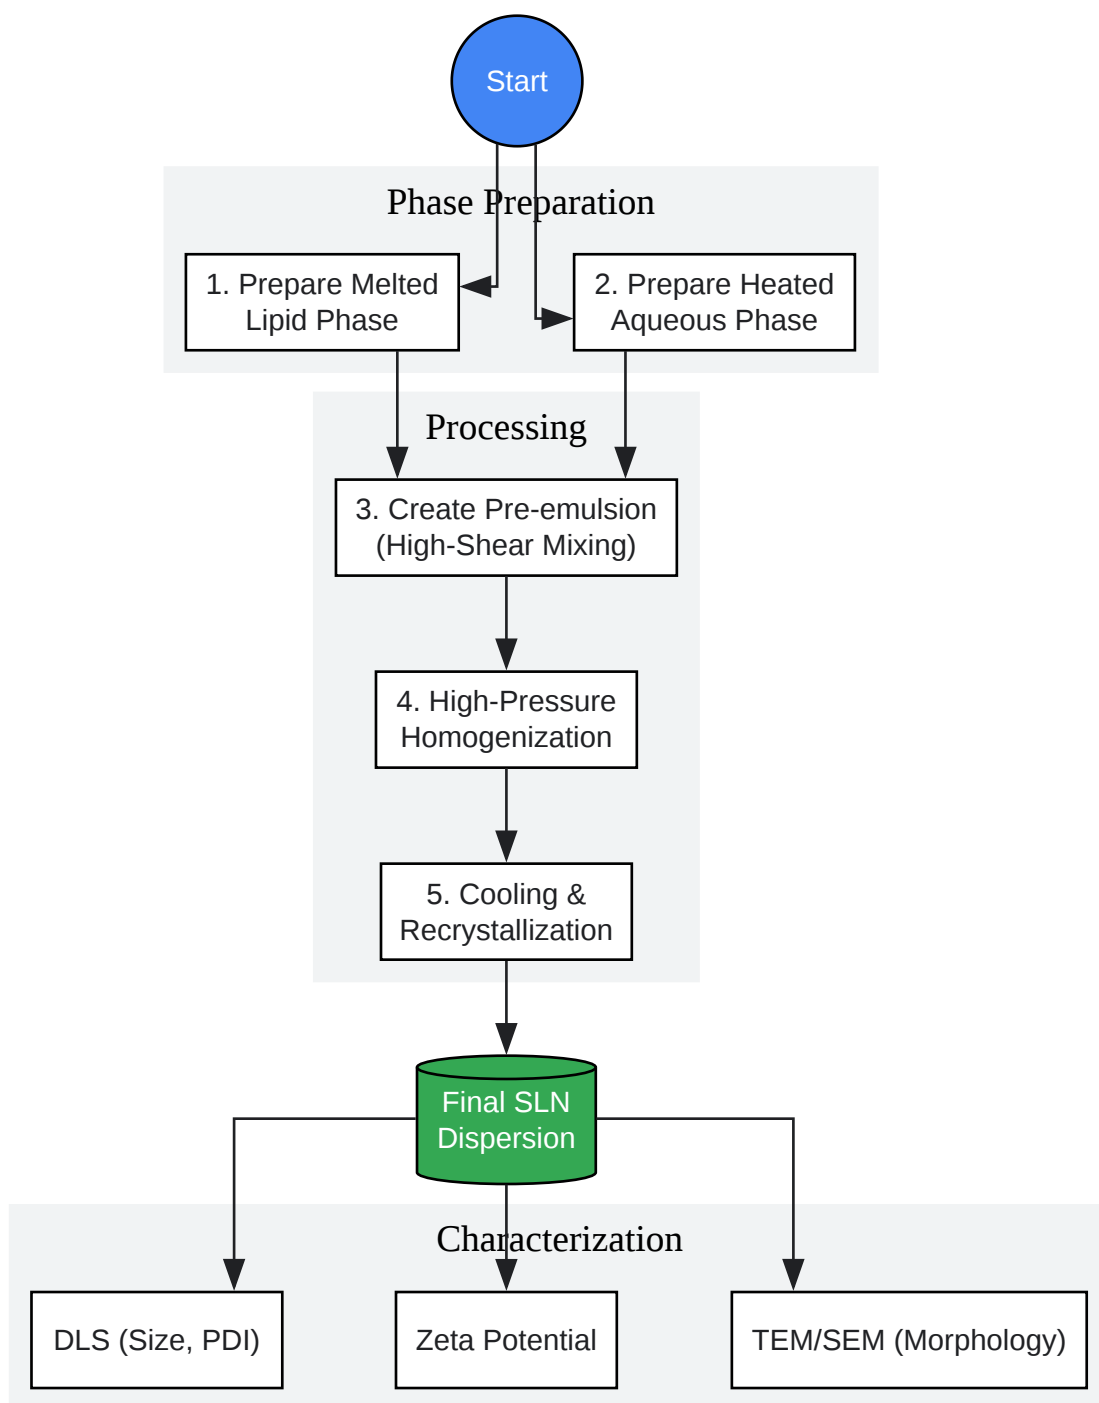 Start
Phase Preparation
1. Prepare Melted
Lipid Phase
2. Prepare Heated
Aqueous Phase
Processing
3. Create Pre-emulsion
(High-Shear Mixing)
4. High-Pressure
Homogenization
5. Cooling &
Recrystallization
Final SLN
Dispersion
Characterization
DLS (Size, PDI)
Zeta Potential
TEM/SEM (Morphology)